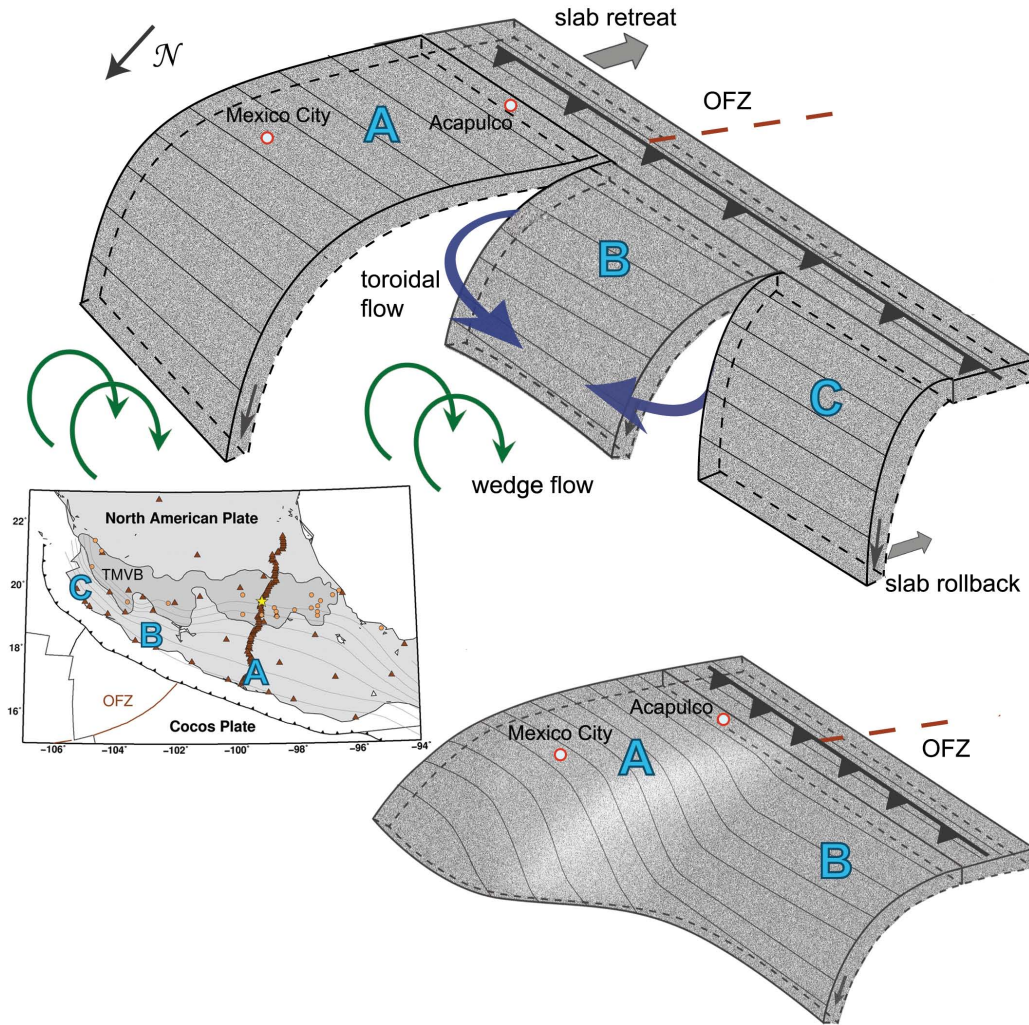 slab retreat
N
OFZ
Mexico City
A
Acapulco
B
toroidal
flow
C
wedge flow
slab rollback
North American Plate
22˚
20˚
18˚
16˚
TMVB
C
B
A
OFZ
Cocos Plate
−106˚
−104˚
−102˚
−100˚
−98˚
−96˚
−94˚
Acapulco
Mexico City
A
OFZ
B